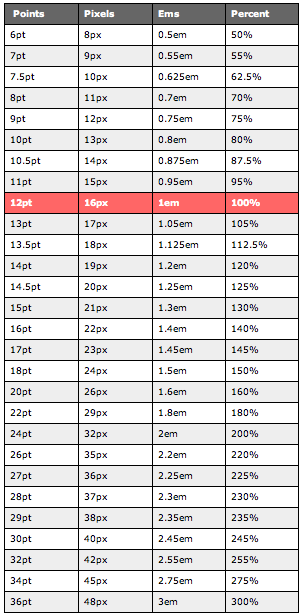 Points Pixels Ems Percent
6pt 8px 0.5em 50%
7pt 9px 0.55em 55%
7.5pt 10px 0.625em 62.5%
8pt 11px 0.7em 70%
9pt 12px 0.75em 75%
10pt 13px 0.8em 80%
10.5pt 14px 0.875em 87.5%
11pt 15px 0.95em 95%
12pt 16px 1em 100%
13pt 17px 1.05em 105%
13.5pt 18px 1.125em 112.5%
14pt 19px 1.2em 120%
14.5pt 20px 1.25em 125%
15pt 21px 1.3em 130%
16pt 22px 1.4em 140%
17pt 23px 1.45em 145%
18pt 24px 1.5em 150%
20pt 26px 1.6em 160%
22pt 29px 1.8em 180%
24pt 32px 2em 200%
26pt 35px 2.2em 220%
27pt 36px 2.25em 225%
28pt 37px 2.3em 230%
29pt 38px 2.35em 235%
30pt 40px 2.45em 245%
32pt 42px 2.55em 255%
34pt 45px 2.75em 275%
36pt 48px 3em 300%